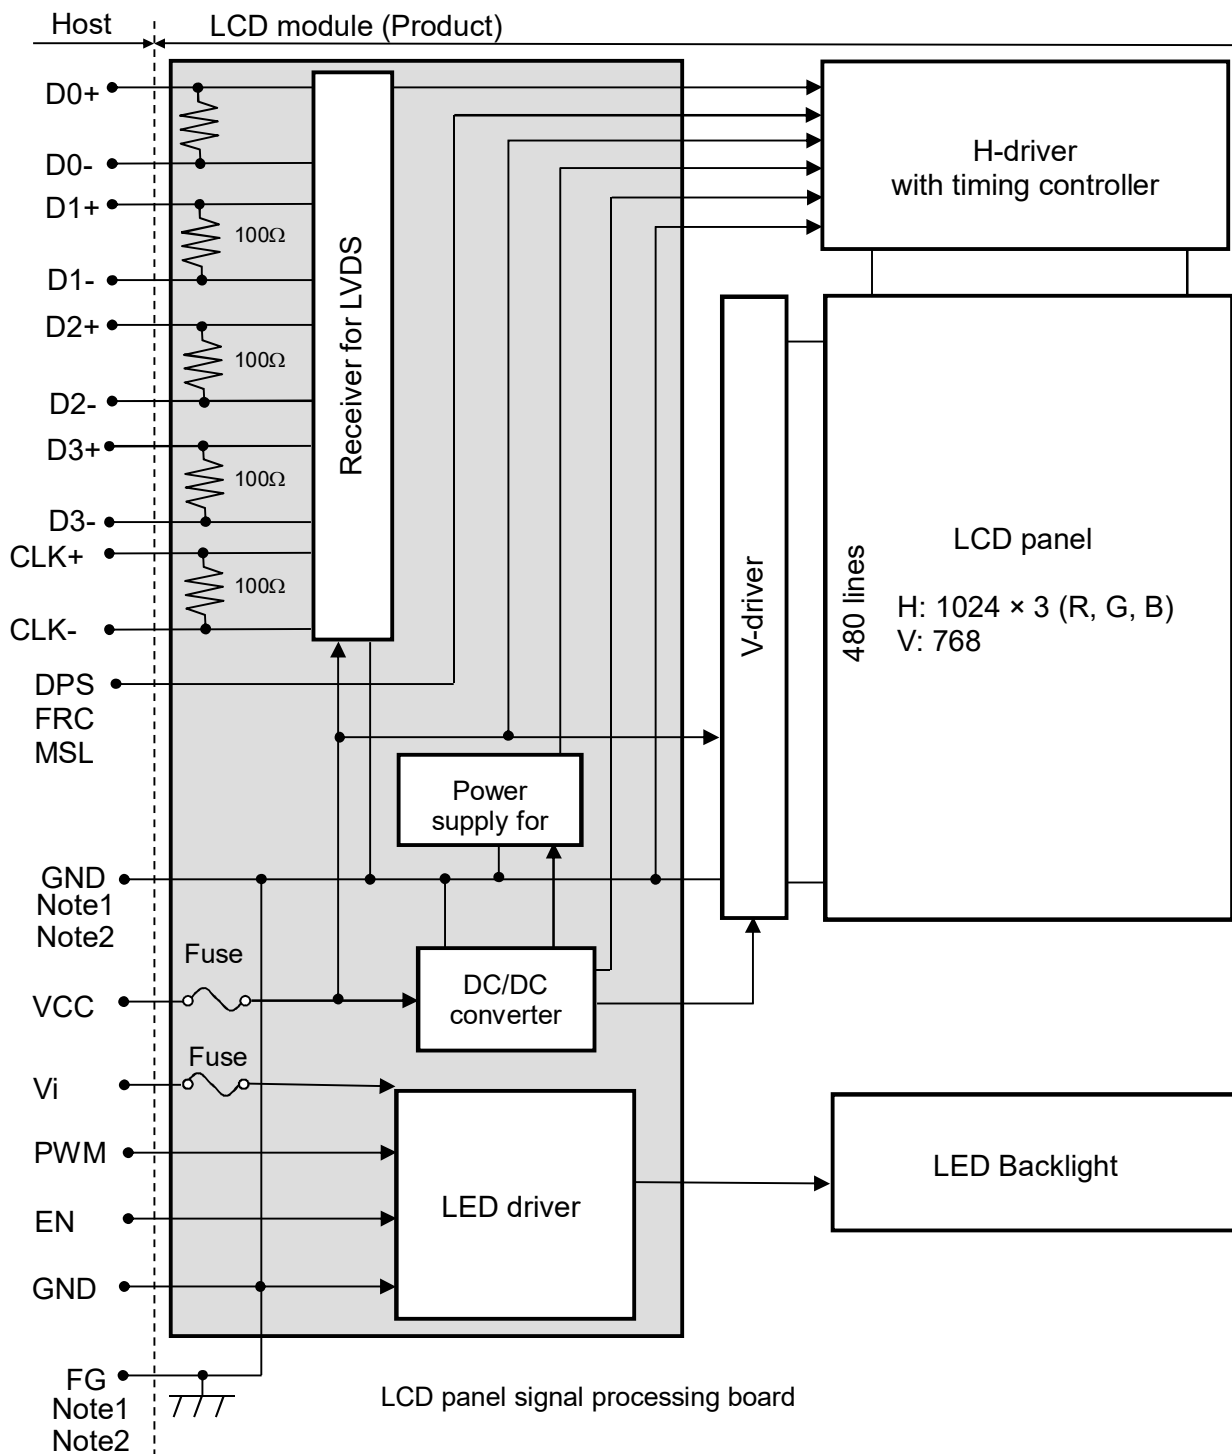 Host
LCD module (Product)
D0+
D0-
D1+
100Ω
D1-
D2+
100Ω
D2-
D3+
100Ω
D3-
CLK+
100Ω
CLK-
DPS
FRC
MSL
GND
Note1
Note2
Fuse
VCC
Fuse
Vi
PWM
EN
GND
FG
Note1
Note2
Receiver for LVDS
Power
supply for
DC/DC
converter
LED driver
LCD panel signal processing board
H-driver
with timing controller
V-driver
480 lines
LCD panel
H: 1024 × 3 (R, G, B)
V: 768
LED Backlight